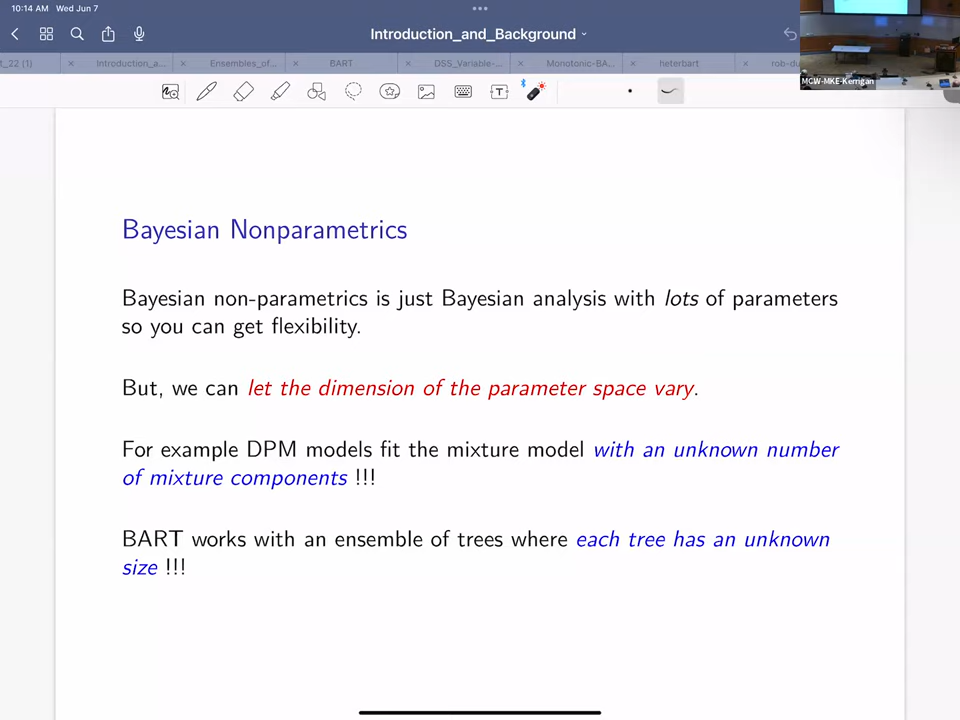 10:14 AM Wed Jun 7
Introduction_and_Background
t_22 (1)
Introduction_a...
Ensembles_of...
BART
DSS_Variable-...
Monotonic-BA...
heterbart
rob-du
MCW-MKE-Kerrigan
T
Bayesian Nonparametrics
Bayesian non-parametrics is just Bayesian analysis with lots of parameters
so you can get flexibility.
But, we can let the dimension of the parameter space vary.
For example DPM models fit the mixture model with an unknown number
of mixture components !!!
BART works with an ensemble of trees where each tree has an unknown
size !!!